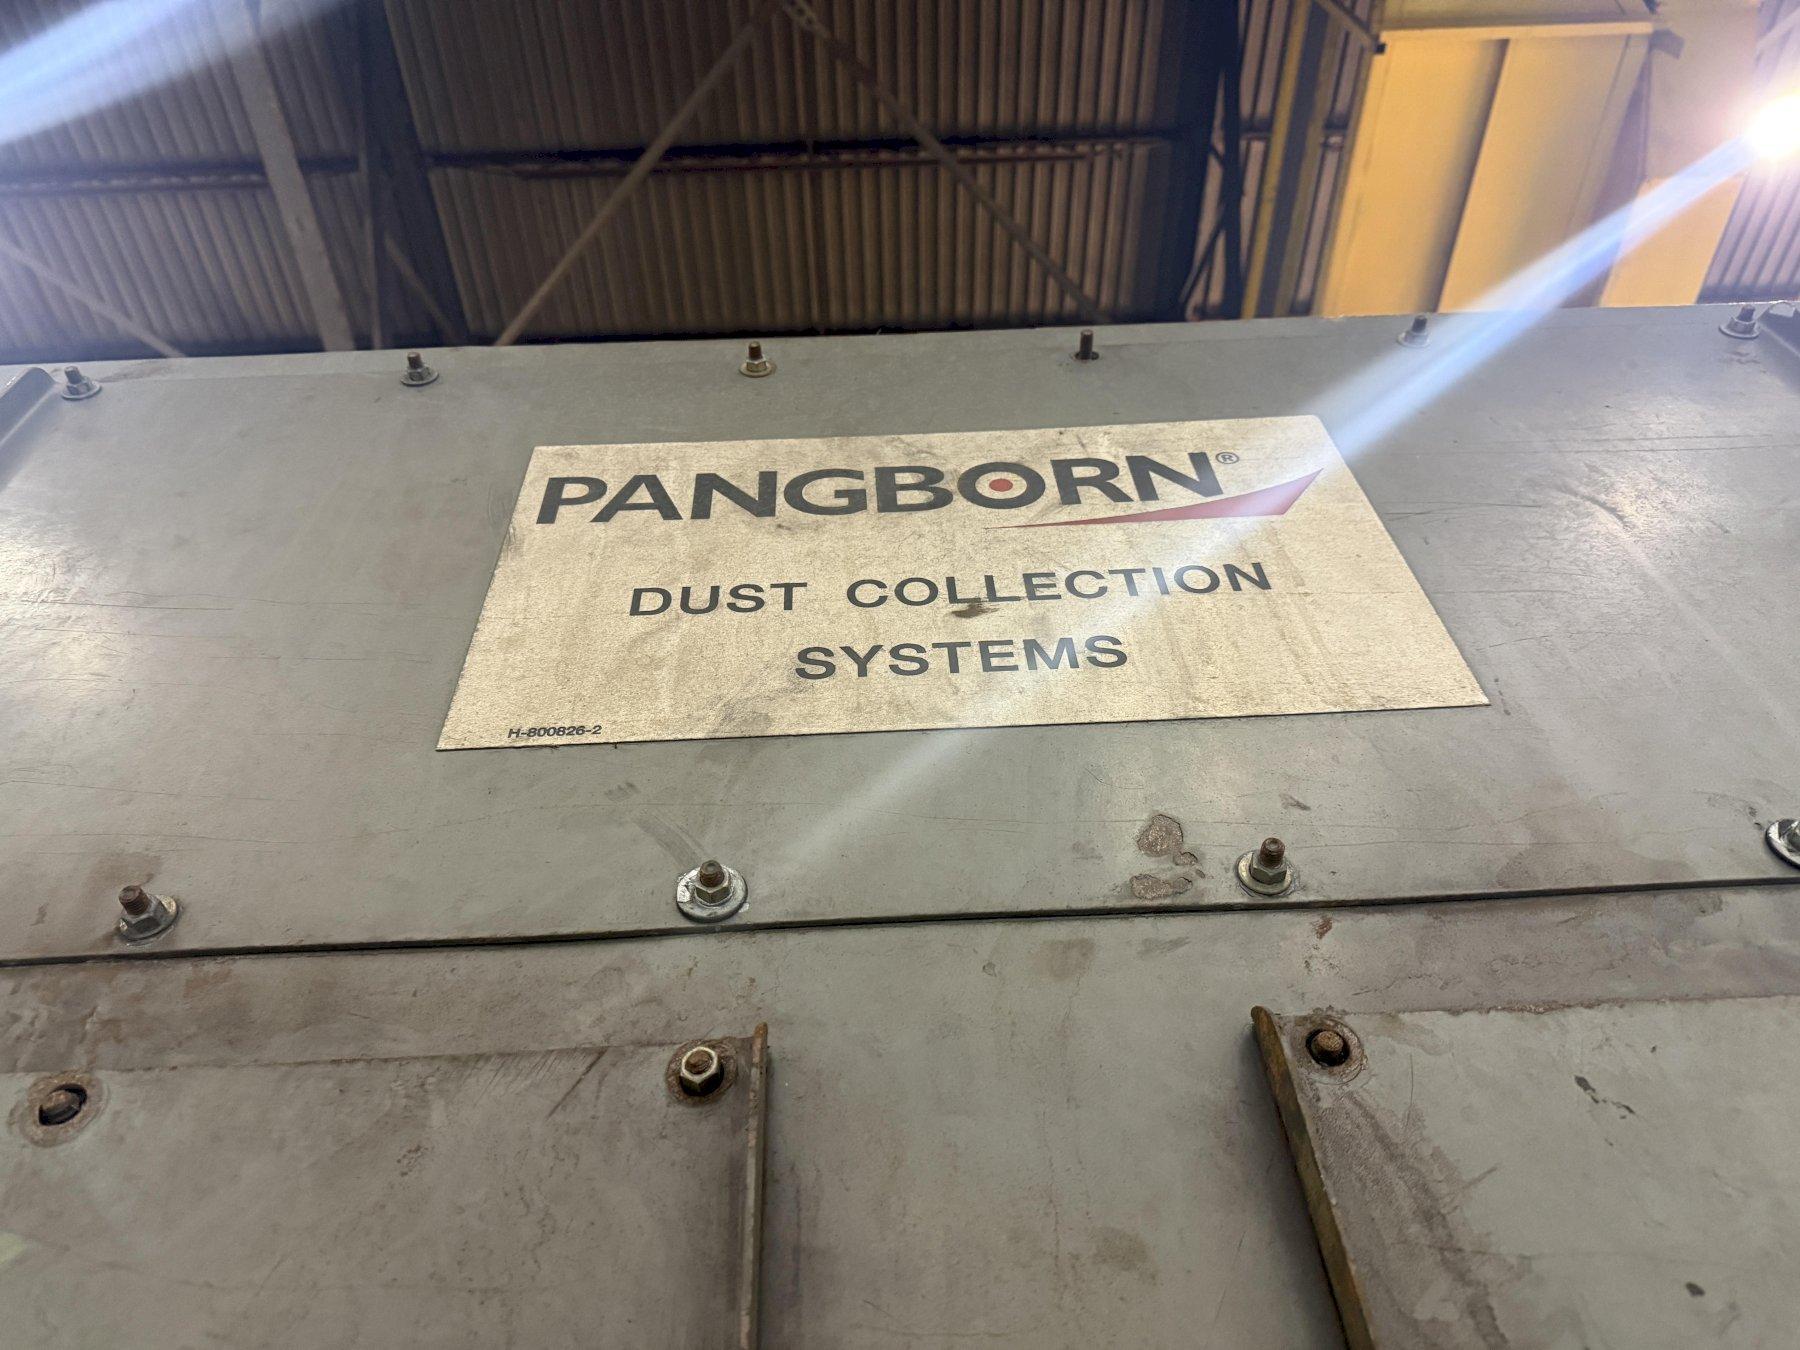 PANGBORN®
DUST COLLECTION
SYSTEMS
H-800826-2